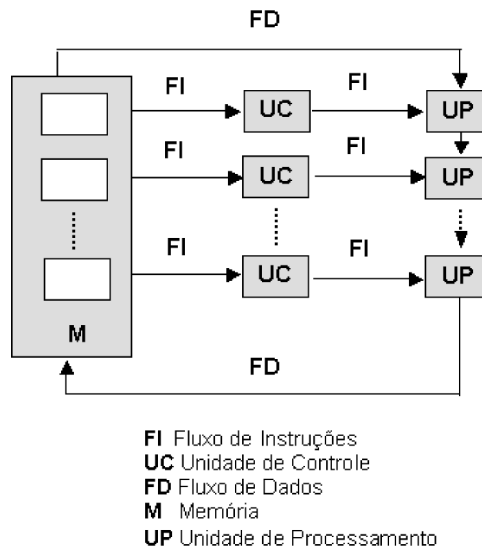 FD
FI UC FI UP
FI UC FI UP
FI UC FI UP
M
FD
FI Fluxo de Instruções
UC Unidade de Controle
FD Fluxo de Dados
M Memória
UP Unidade de Processamento